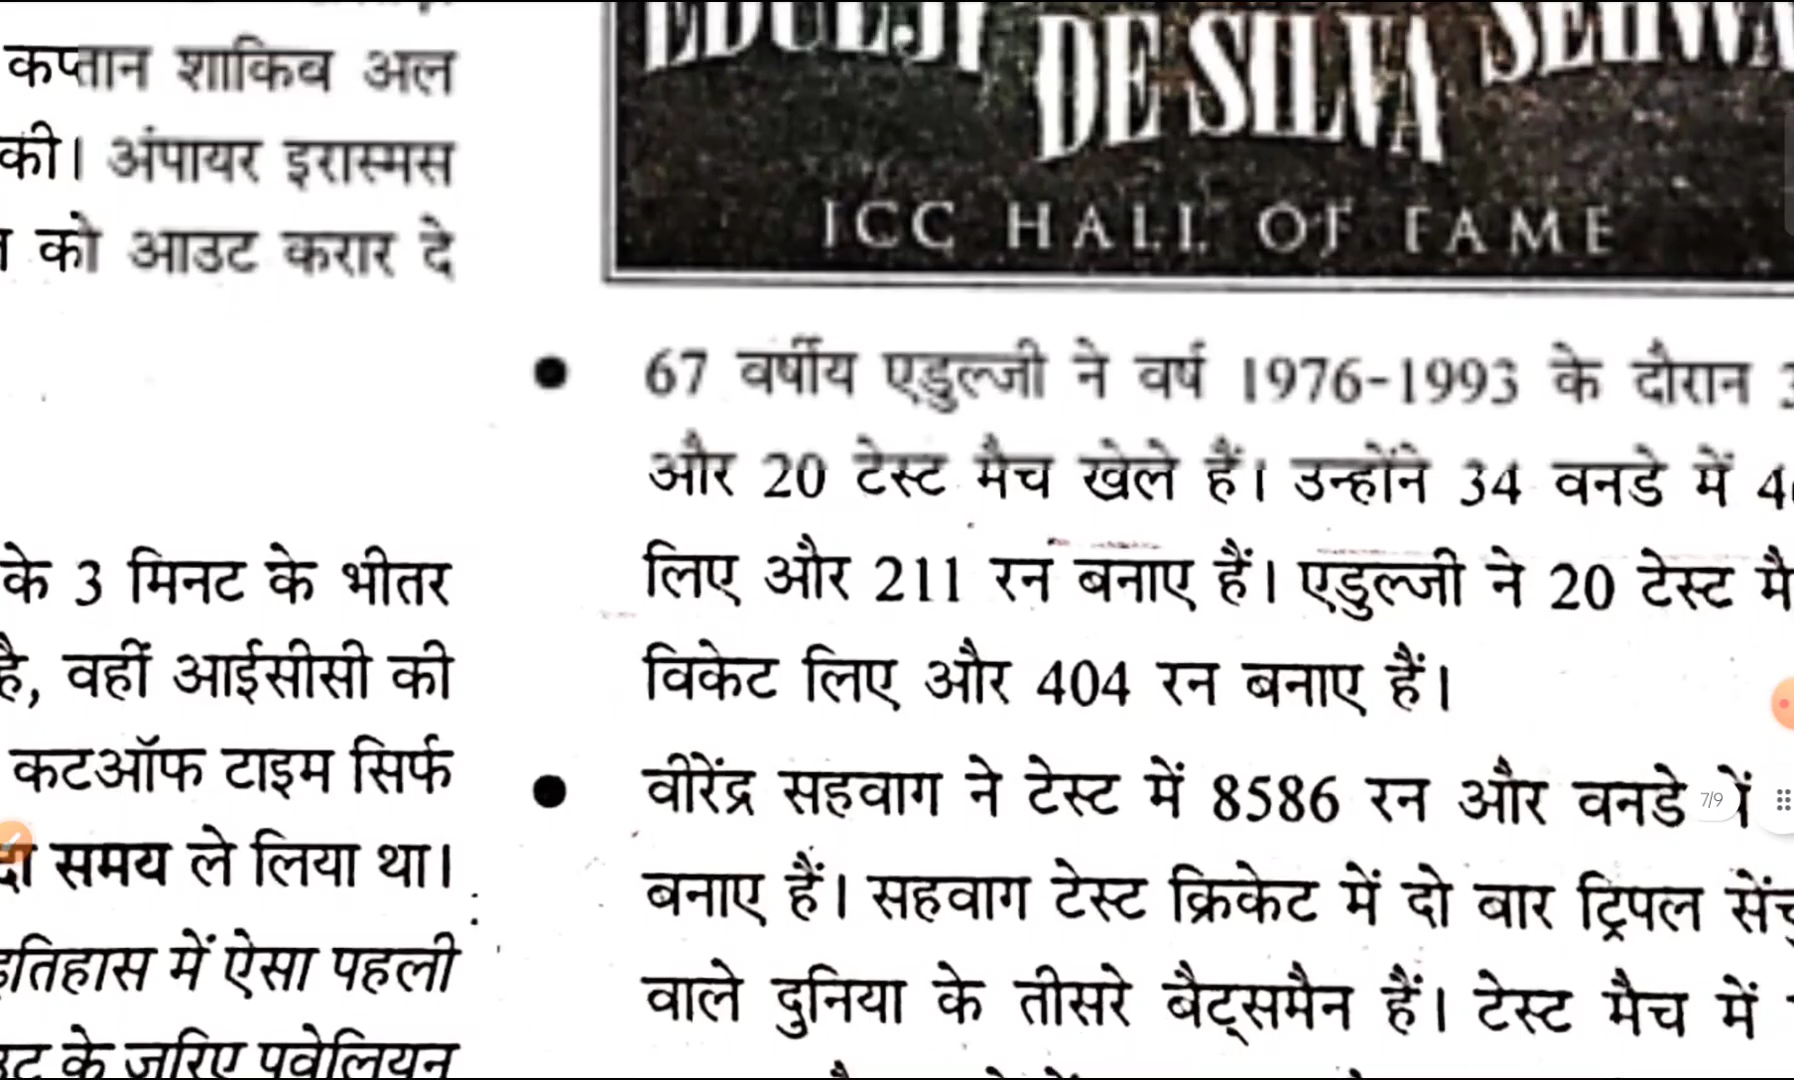 कप्तान शाकिब अल
की। अंपायर इरास्मस
को आउट करार दे
के 3 मिनट के भीतर
है, वहीं आईसीसी की
कटऑफ टाइम सिर्फ
समय ले लिया था।
इतिहास में ऐसा पहली
के जरिए पवेलियन
EDULJI
DE SILVA
ICC HALL OF FAME
• 67 वर्षीय एडुल्जी ने वर्ष 1976-1993 के दौरान
और 20 टेस्ट मैच खेले हैं। उन्होंने 34 वनडे में
लिए और 211 रन बनाए हैं। एडुल्जी ने 20 टेस्ट
विकेट लिए और 404 रन बनाए हैं।
• वीरेंद्र सहवाग ने टेस्ट में 8586 रन और वनडे में
7/9
बनाए हैं। सहवाग टेस्ट क्रिकेट में दो बार ट्रिपल
वाले दुनिया के तीसरे बैट्समैन हैं। टेस्ट मैच में